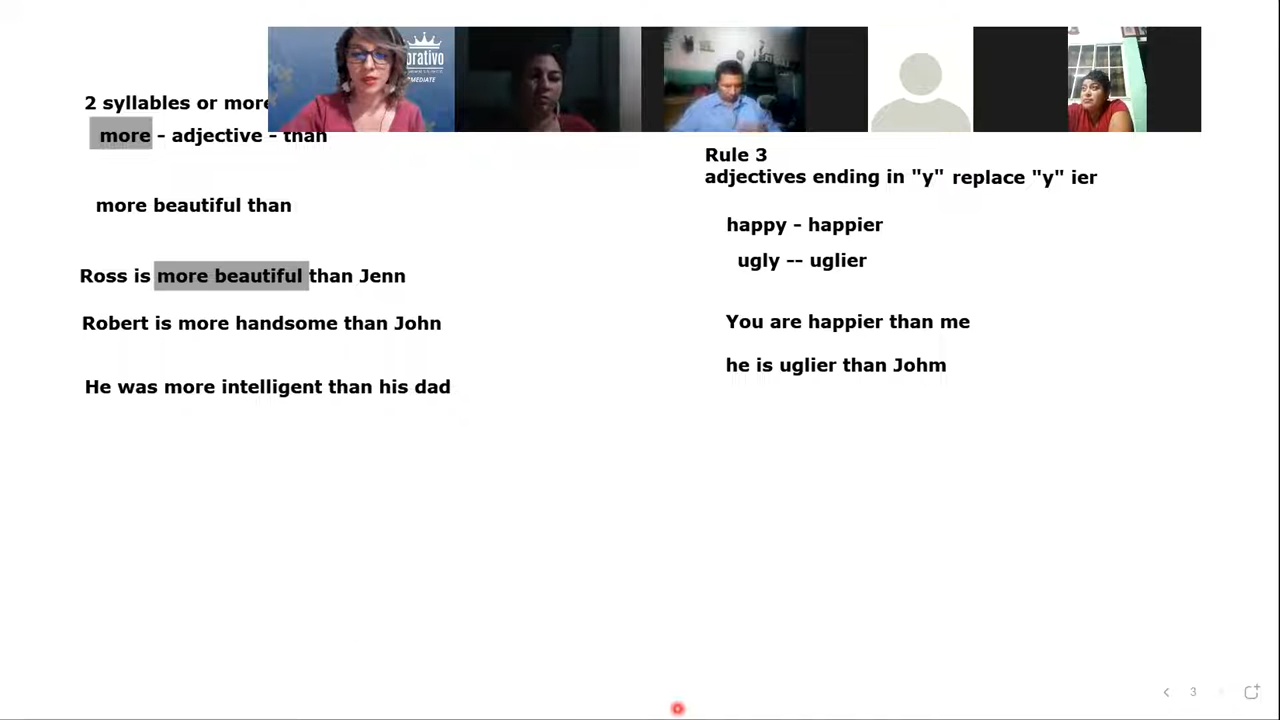 2 syllables or more
more - adjective - than
more beautiful than
Ross is more beautiful than Jenn
Robert is more handsome than John
He was more intelligent than his dad
orativo
MEDIATE
Rule 3
adjectives ending in "y" replace "y" ier
happy - happier
ugly -- uglier
You are happier than me
he is uglier than Johm
3